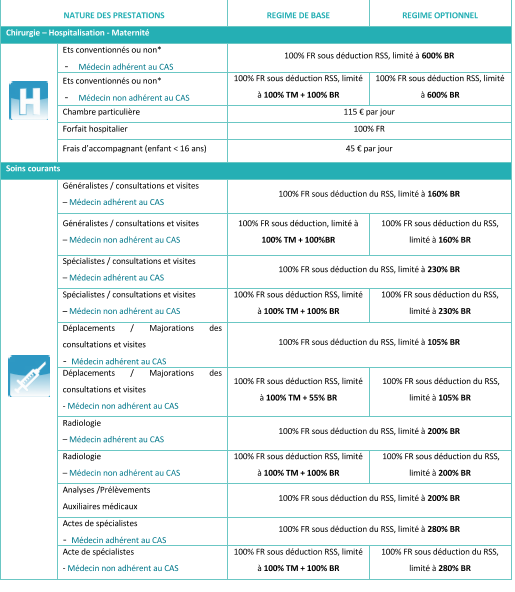 NATURE DES PRESTATIONS REGIME DE BASE REGIME OPTIONNEL
Chirurgie – Hospitalisation - Maternité
Ets conventionnés ou non*
- Médecin adhérent au CAS
100% FR sous déduction RSS, limité à 600% BR
Ets conventionnés ou non*
- Médecin non adhérent au CAS
100% FR sous déduction RSS, limité
à 100% TM + 100% BR
100% FR sous déduction RSS, limité
à 600% BR
H
Chambre particulière 115 € par jour
Forfait hospitalier 100% FR
Frais d'accompagnant (enfant < 16 ans) 45 € par jour
Soins courants
Généralistes / consultations et visites
– Médecin adhérent au CAS
100% FR sous déduction du RSS, limité à 160% BR
Généralistes / consultations et visites
– Médecin non adhérent au CAS
100% FR sous déduction, limité à
100% TM + 100%BR
100% FR sous déduction du RSS,
limité à 160% BR
Spécialistes / consultations et visites
– Médecin adhérent au CAS
100% FR sous déduction du RSS, limité à 230% BR
Spécialistes / consultations et visites
– Médecin non adhérent au CAS
100% FR sous déduction RSS, limité
à 100% TM + 100% BR
100% FR sous déduction du RSS,
limité à 230% BR
Déplacements / Majorations des
consultations et visites
- Médecin adhérent au CAS
100% FR sous déduction du RSS, limité à 105% BR
Déplacements / Majorations des
consultations et visites
- Médecin non adhérent au CAS
100% FR sous déduction RSS, limité
à 100% TM + 55% BR
100% FR sous déduction du RSS,
limité à 105% BR
Radiologie
– Médecin adhérent au CAS
100% FR sous déduction du RSS, limité à 200% BR
Radiologie
– Médecin non adhérent au CAS
100% FR sous déduction RSS, limité
à 100% TM + 100% BR
100% FR sous déduction du RSS,
limité à 200% BR
Analyses /Prélèvements
Auxiliaires médicaux
100% FR sous déduction du RSS, limité à 200% BR
Actes de spécialistes
– Médecin adhérent au CAS
100% FR sous déduction du RSS, limité à 280% BR
Acte de spécialistes
- Médecin non adhérent au CAS
100% FR sous déduction RSS, limité
à 100% TM + 100% BR
100% FR sous déduction du RSS,
limité à 280% BR